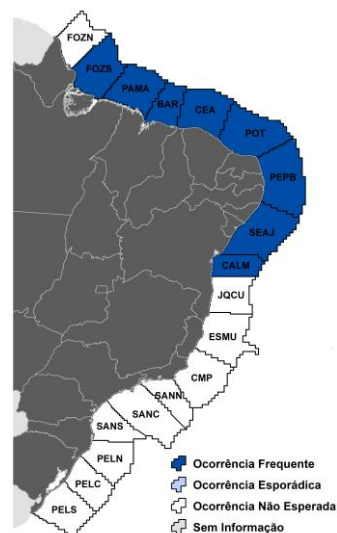 FOZN
FOZS
PAMA
BAR
CEA
POT
PEPB
SEAJ
CALM
JQCU
ESMU
CMP
SANN
SANC
SANS
PELN
PELC
PELS
Ocorrência Frequente
Ocorrência Esporádica
Ocorrência Não Esperada
Sem Informação